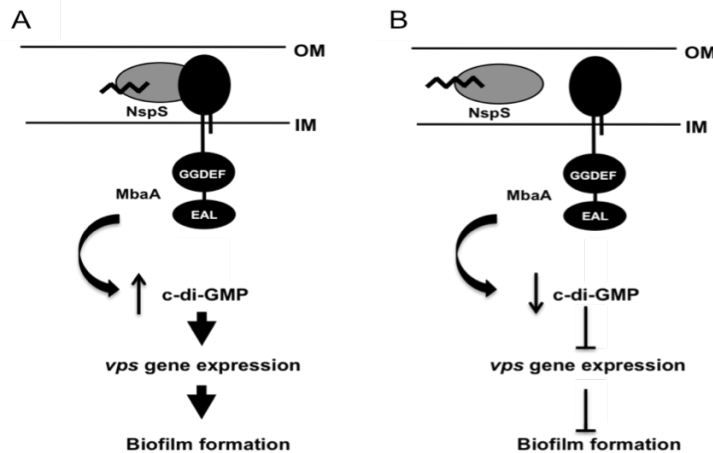 A
OM
NspS
IM
GGDEF
MbaA
EAL
c-di-GMP
vps gene expression
Biofilm formation
B
OM
NspS
IM
GGDEF
MbaA
EAL
c-di-GMP
vps gene expression
Biofilm formation